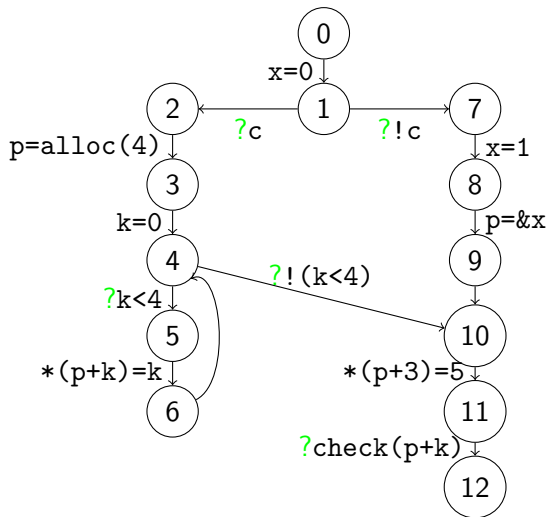 0
x=0
2
1
7
?c
?!c
p=alloc(4)
x=1
3
8
k=0
p=&x
4
9
?!(k<4)
?k<4
5
10
*(p+k)=k
*(p+3)=5
6
11
?check(p+k)
12